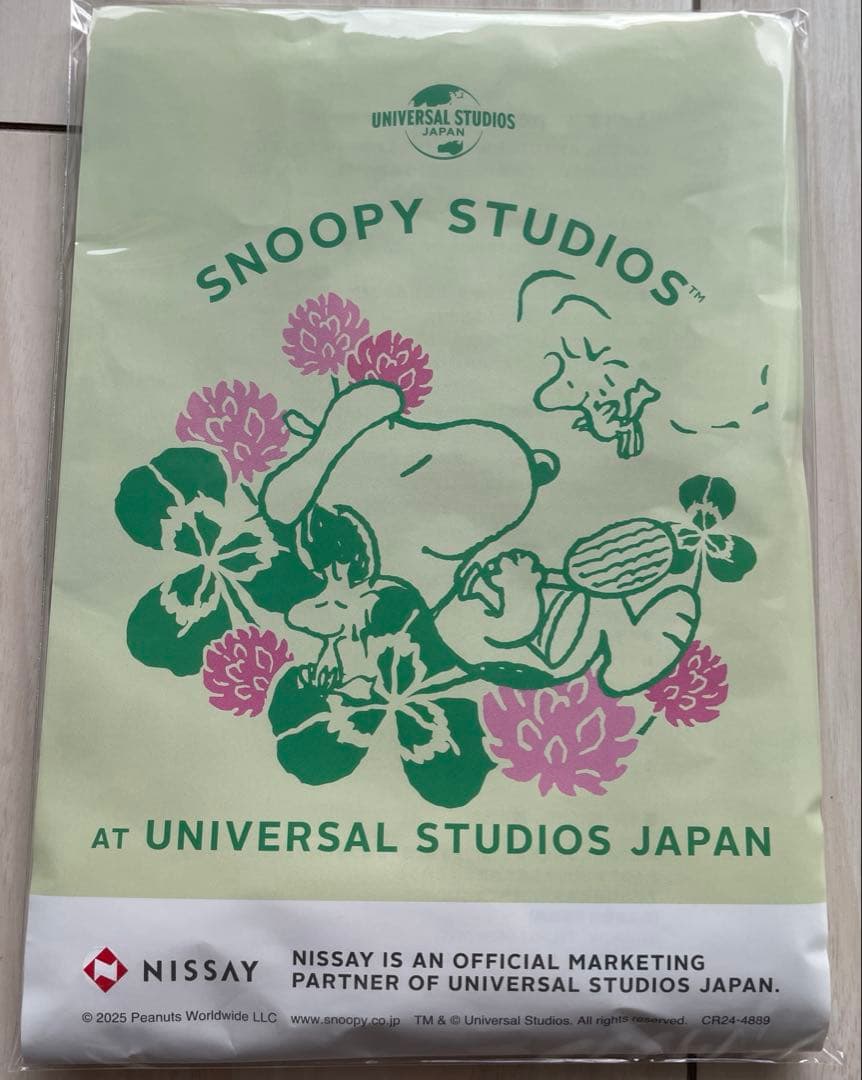 UNIVERSAL STUDIOS
JAPAN
SNOOPY STUDIOS™
AT UNIVERSAL STUDIOS JAPAN
NISSAY
NISSAY IS AN OFFICIAL MARKETING
PARTNER OF UNIVERSAL STUDIOS JAPAN.
© 2025 Peanuts Worldwide LLC www.snoopy.co.jp TM & © Universal Studios. All rights reserved. CR24-4889